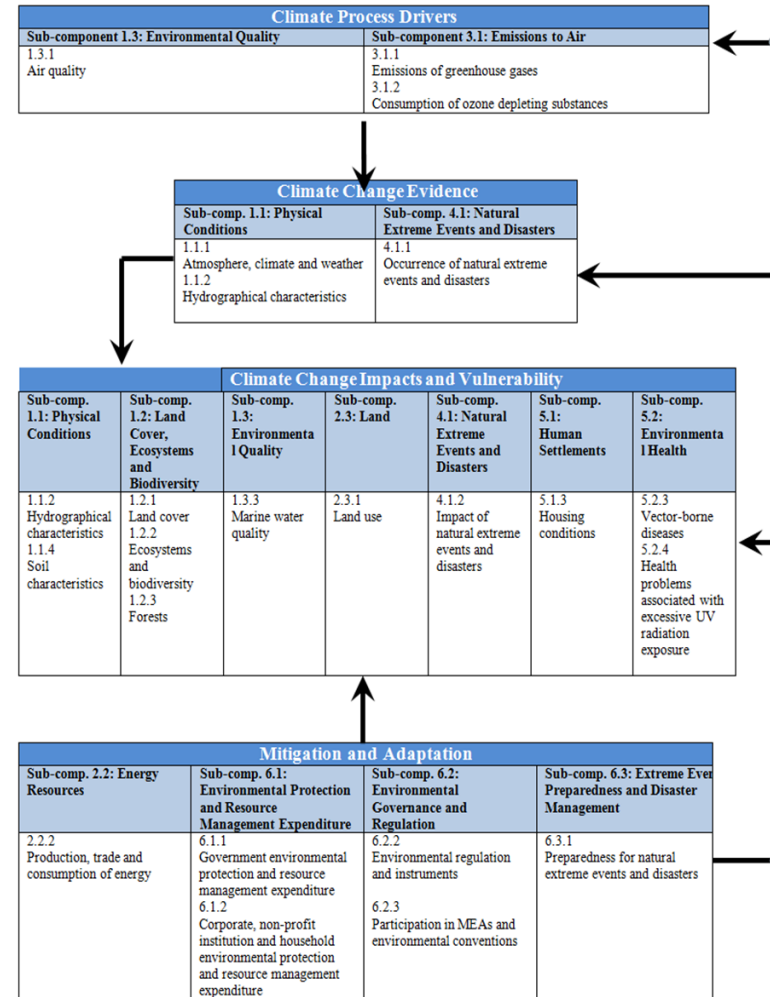 Climate Process Drivers
Sub-component 1.3: Environmental Quality
Sub-component 3.1: Emissions to Air
1.3.1
Air quality
3.1.1
Emissions of greenhouse gases
3.1.2
Consumption of ozone depleting substances
Climate Change Evidence
Sub-comp. 1.1: Physical
Conditions
Sub-comp. 4.1: Natural
Extreme Events and Disasters
1.1.1
Atmosphere, climate and weather
1.1.2
Hydrographical characteristics
4.1.1
Occurrence of natural extreme
events and disasters
Climate Change Impacts and Vulnerability
Sub-comp.
1.1: Physical
Conditions
Sub-comp.
1.2: Land
Cover,
Ecosystems
and
Biodiversity
Sub-comp.
1.3:
Environmenta
l Quality
Sub-comp.
2.3: Land
Sub-comp.
4.1: Natural
Extreme
Events and
Disasters
Sub-comp.
5.1:
Human
Settlements
Sub-comp.
5.2:
Environmenta
l Health
1.1.2
Hydrographical
characteristics
1.1.4
Soil
characteristics
1.2.1
Land cover
1.2.2
Ecosystems
and
biodiversity
1.2.3
Forests
1.3.3
Marine water
quality
2.3.1
Land use
4.1.2
Impact of
natural extreme
events and
disasters
5.1.3
Housing
conditions
5.2.3
Vector-borne
diseases
5.2.4
Health
problems
associated with
excessive UV
radiation
exposure
Mitigation and Adaptation
Sub-comp. 2.2: Energy
Resources
Sub-comp. 6.1:
Environmental Protection
and Resource
Management Expenditure
Sub-comp. 6.2:
Environmental
Governance and
Regulation
Sub-comp. 6.3: Extreme Even
Preparedness and Disaster
Management
2.2.2
Production, trade and
consumption of energy
6.1.1
Government environmental
protection and resource
management expenditure
6.1.2
Corporate, non-profit
institution and household
environmental protection
and resource management
expenditure
6.2.2
Environmental regulation
and instruments
6.2.3
Participation in MEAs and
environmental conventions
6.3.1
Preparedness for natural
extreme events and disasters